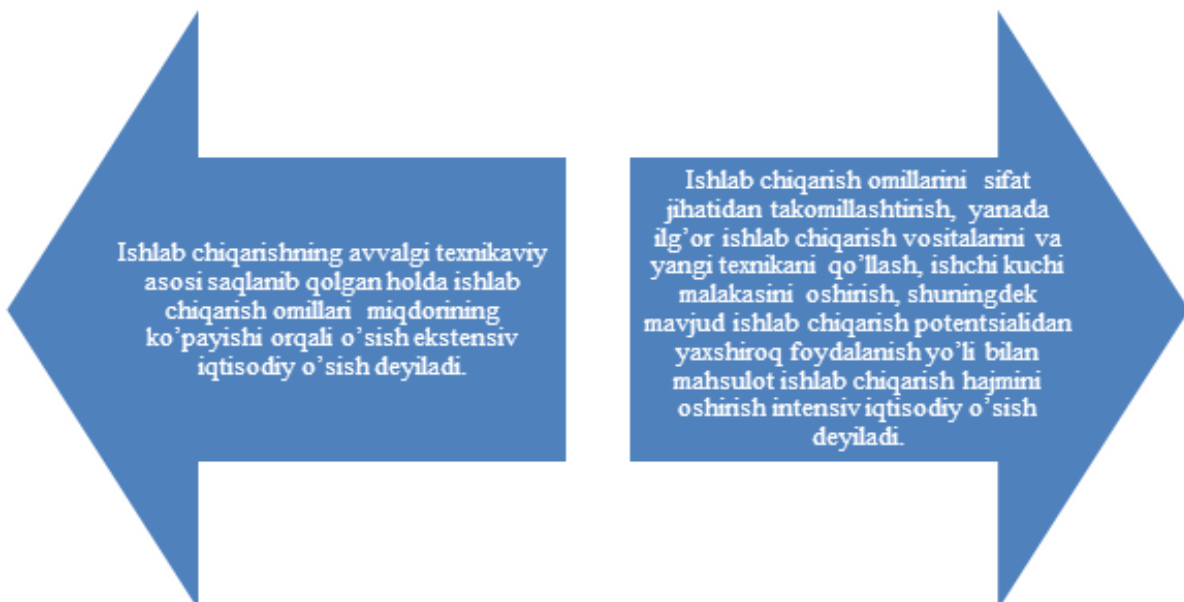 Ishlab chiqarishning avvalgi texnikaviy
asosi saqlanib qolgan holda ishlab
chiqarish omillari miqdorining
ko’payishi orqali o’sish ekstensiv
iqtisodiy o’sish deyiladi.
Ishlab chiqarish omillarini sifat
jihatidan takomillashtirish, yanada
ilg’or ishlab chiqarish vositalarini va
yangi texnikani qo’llash, ishchi kuchi
malakasini oshirish, shuningdek
mavjud ishlab chiqarish potentsialidan
yaxshiroq foydalanish yo’li bilan
mahsulot ishlab chiqarish hajmini
oshirish intensiv iqtisodiy o’sish
deyiladi.